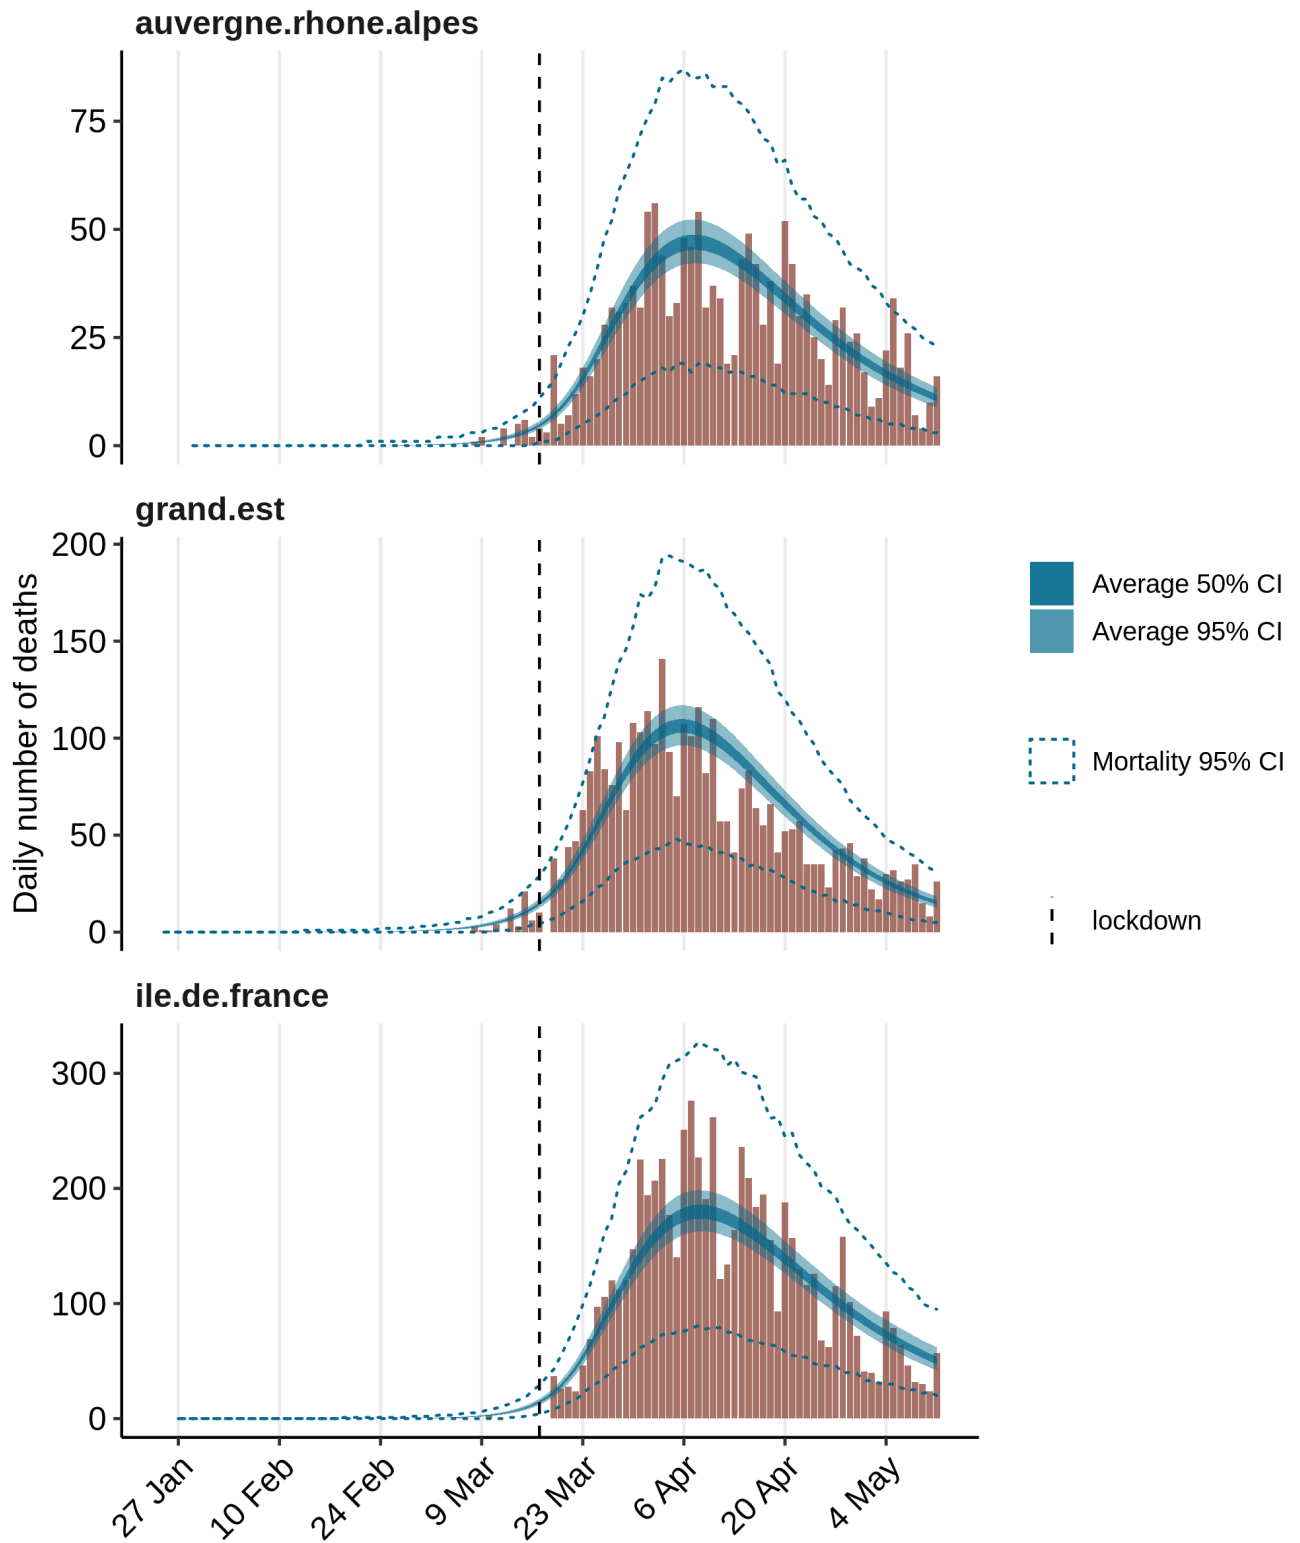 auvergne.rhone.alpes
75
50
25
0
grand.est
200
150
100
50
0
Daily number of deaths
Average 50% CI
Average 95% CI
Mortality 95% CI
lockdown
ile.de.france
300
200
100
0
27 Jan
10 Feb
24 Feb
9 Mar
23 Mar
6 Apr
20 Apr
4 May